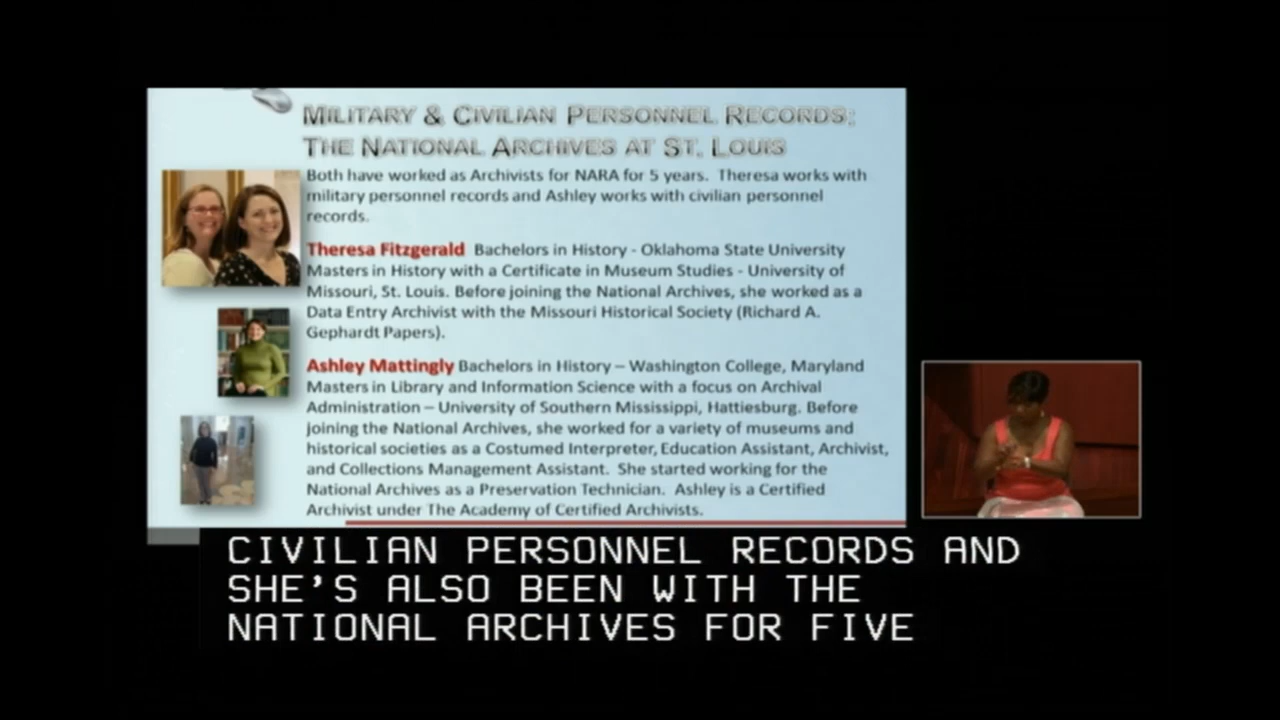 MILITARY & CIVILIAN PERSONNEL RECORDS:
THE NATIONAL ARCHIVES AT ST. LOUIS
Both have worked as Archivists for NARA for 5 years. Theresa works with
military personnel records and Ashley works with civilian personnel
records.
Theresa Fitzgerald Bachelors in History - Oklahoma State University
Masters in History with a Certificate in Museum Studies - University of
Missouri, St. Louis. Before joining the National Archives, she worked as a
Data Entry Archivist with the Missouri Historical Society (Richard A.
Gephardt Papers).
Ashley Mattingly Bachelors in History – Washington College, Maryland
Masters in Library and Information Science with a focus on Archival
Administration – University of Southern Mississippi, Hattiesburg. Before
joining the National Archives, she worked for a variety of museums and
historical societies as a Costumed Interpreter, Education Assistant, Archivist,
and Collections Management Assistant. She started working for the
National Archives as a Preservation Technician. Ashley is a Certified
Archivist under The Academy of Certified Archivists.
CIVILIAN PERSONNEL RECORDS AND
SHE'S ALSO BEEN WITH THE
NATIONAL ARCHIVES FOR FIVE